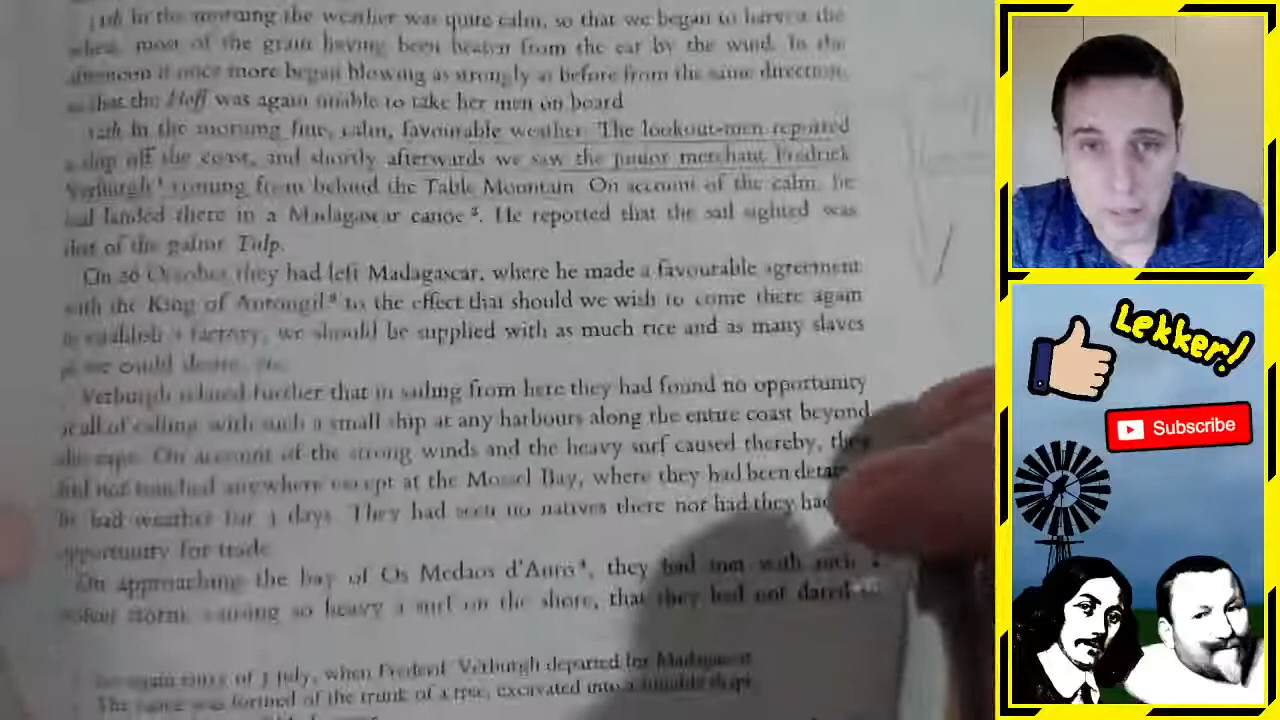 In the morning the weather was quite calm, so that we began to harvest the
most of the grain having been beaten from the ear by the wind. In the
afternoon it once more began blowing as strongly as before from the same direction,
that the Hoff was again unable to take her men on board
12th In the morning fine, calm, favourable weather. The lookout-men reported
a ship off the coast, and shortly afterwards we saw the junior merchant Fredrick
Verburgh coming from behind the Table Mountain. On account of the calm, he
had landed there in a Madagascar canoe ². He reported that the sail sighted was
that of the galiot Tulp.
On 20 October they had left Madagascar, where he made a favourable agreement
with the King of Antongil ³ to the effect that should we wish to come there again
to establish a factory, we should be supplied with as much rice and as many slaves
as we could desire, etc.
Verburgh related further that in sailing from here they had found no opportunity
at all of calling with such a small ship at any harbours along the entire coast beyond
the cape. On account of the strong winds and the heavy surf caused thereby, they
had not touched anywhere except at the Mossel Bay, where they had been
by bad weather for 3 days. They had seen no natives there nor had they had
opportunity for trade
On approaching the bay of Os Medaos d'Auro ⁴, they had met with such
storm, causing so heavy a surf on the shore, that they had not dared
of 3 July, when Verburgh departed for Madagascar
The canoe was formed of the trunk of a tree, excavated into a suitable shape
Lekker!
Subscribe